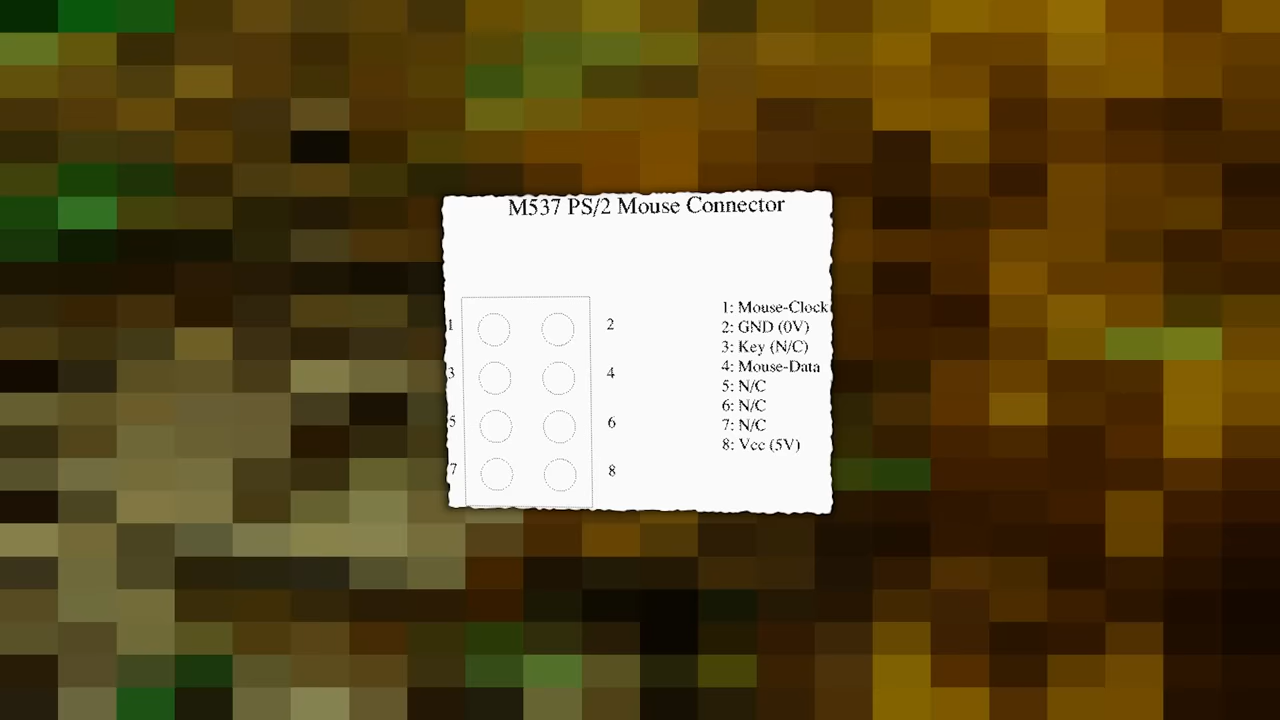 M537 PS/2 Mouse Connector
1 2
3 4
5 6
7 8
1: Mouse-Clock
2: GND (0V)
3: Key (N/C)
4: Mouse-Data
5: N/C
6: N/C
7: N/C
8: Vcc (5V)